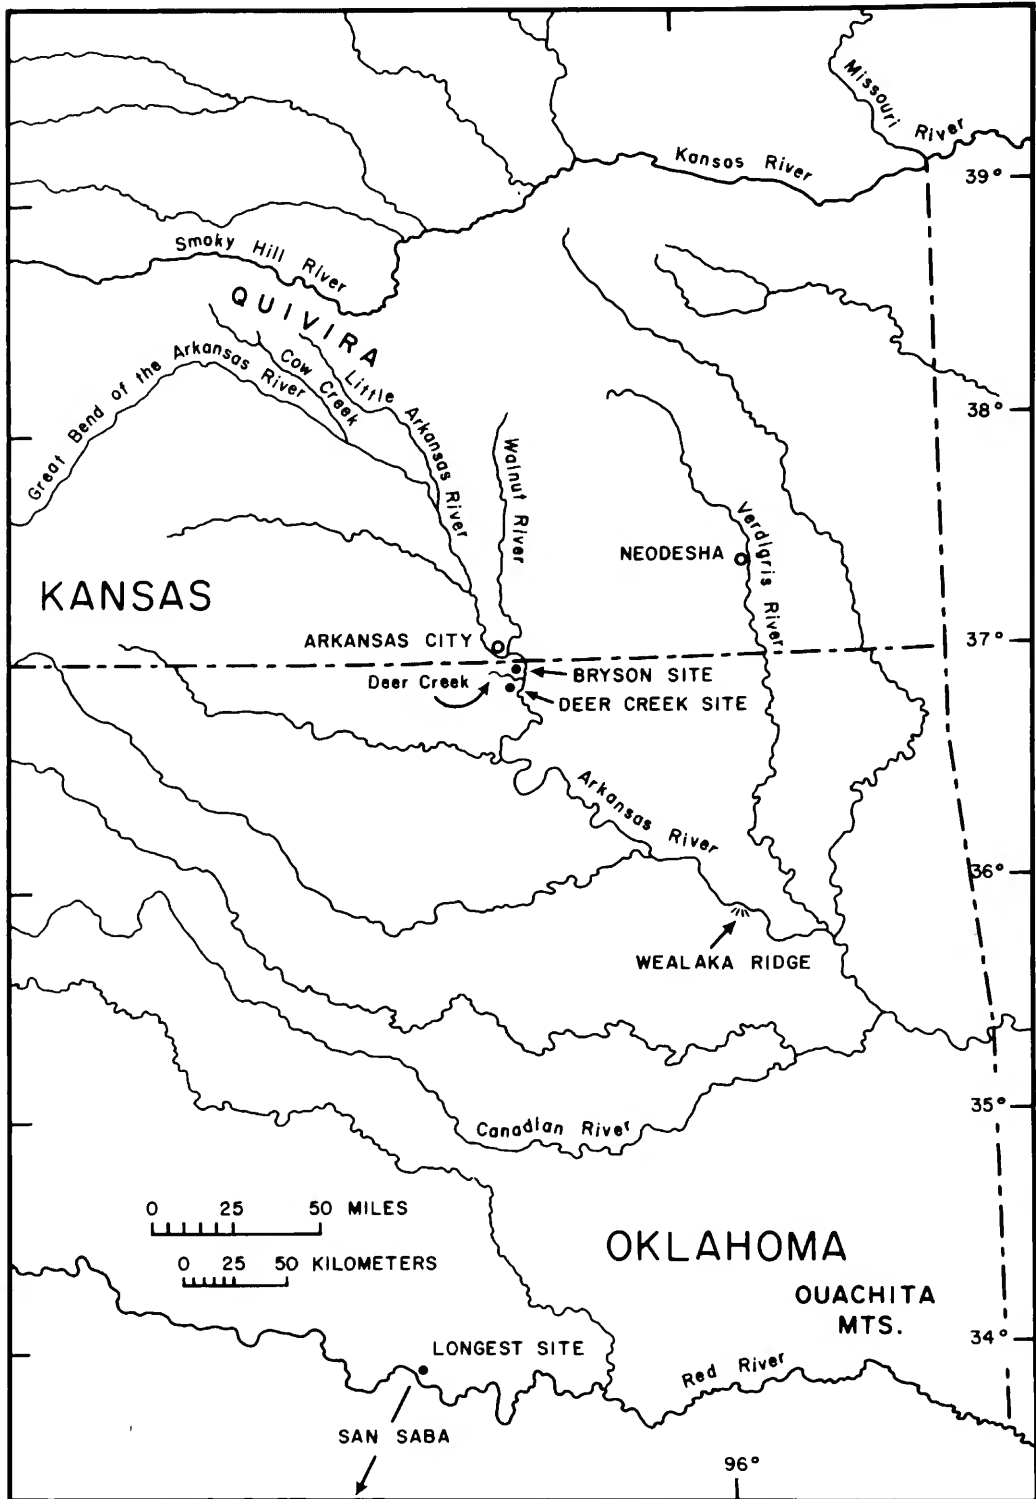 Missouri River
Kansas River
39°
Smoky Hill River
QUIVIRA
Great Bend of the Arkansas River
Cow Creek
Little Arkansas River
38°
Walnut River
Verdigris River
NEODESHA
KANSAS
ARKANSAS CITY
37°
Deer Creek
BRYSON SITE
DEER CREEK SITE
Arkansas River
36°
WEALAKA RIDGE
Canadian River
35°
0 25 50 MILES
0 25 50 KILOMETERS
OKLAHOMA
OUACHITA
MTS.
34°
LONGEST SITE
Red River
SAN SABA
96°